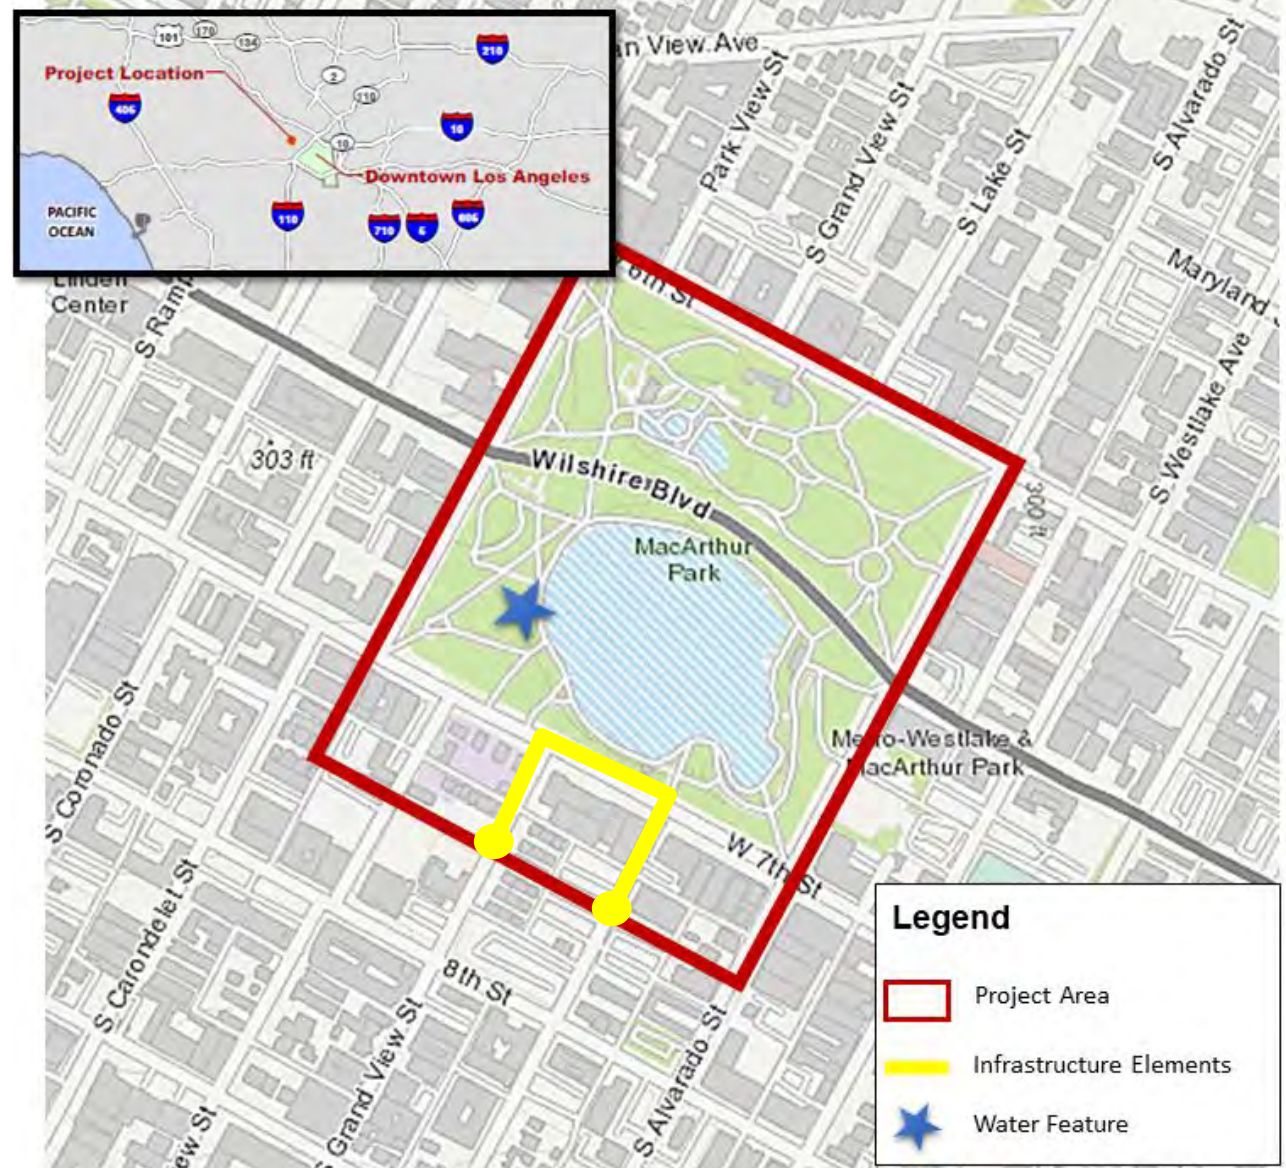 101
170
134
210
Project Location
2
405
110
10
10
Downtown Los Angeles
PACIFIC
OCEAN
110
710
5
605
an View Ave
Park View St
S Grand View St
S Lake St
S Alvarado St
Maryland
S Westlake Ave
Linden
Center
S Ramp
6th St
303 ft
300 ft
Wilshire Blvd
MacArthur
Park
Metro-Westlake &
MacArthur Park
S Coronado St
W 7th St
S Carondelet St
8th St
S Grand View St
S Alvarado St
ew St
Legend
Project Area
Infrastructure Elements
Water Feature